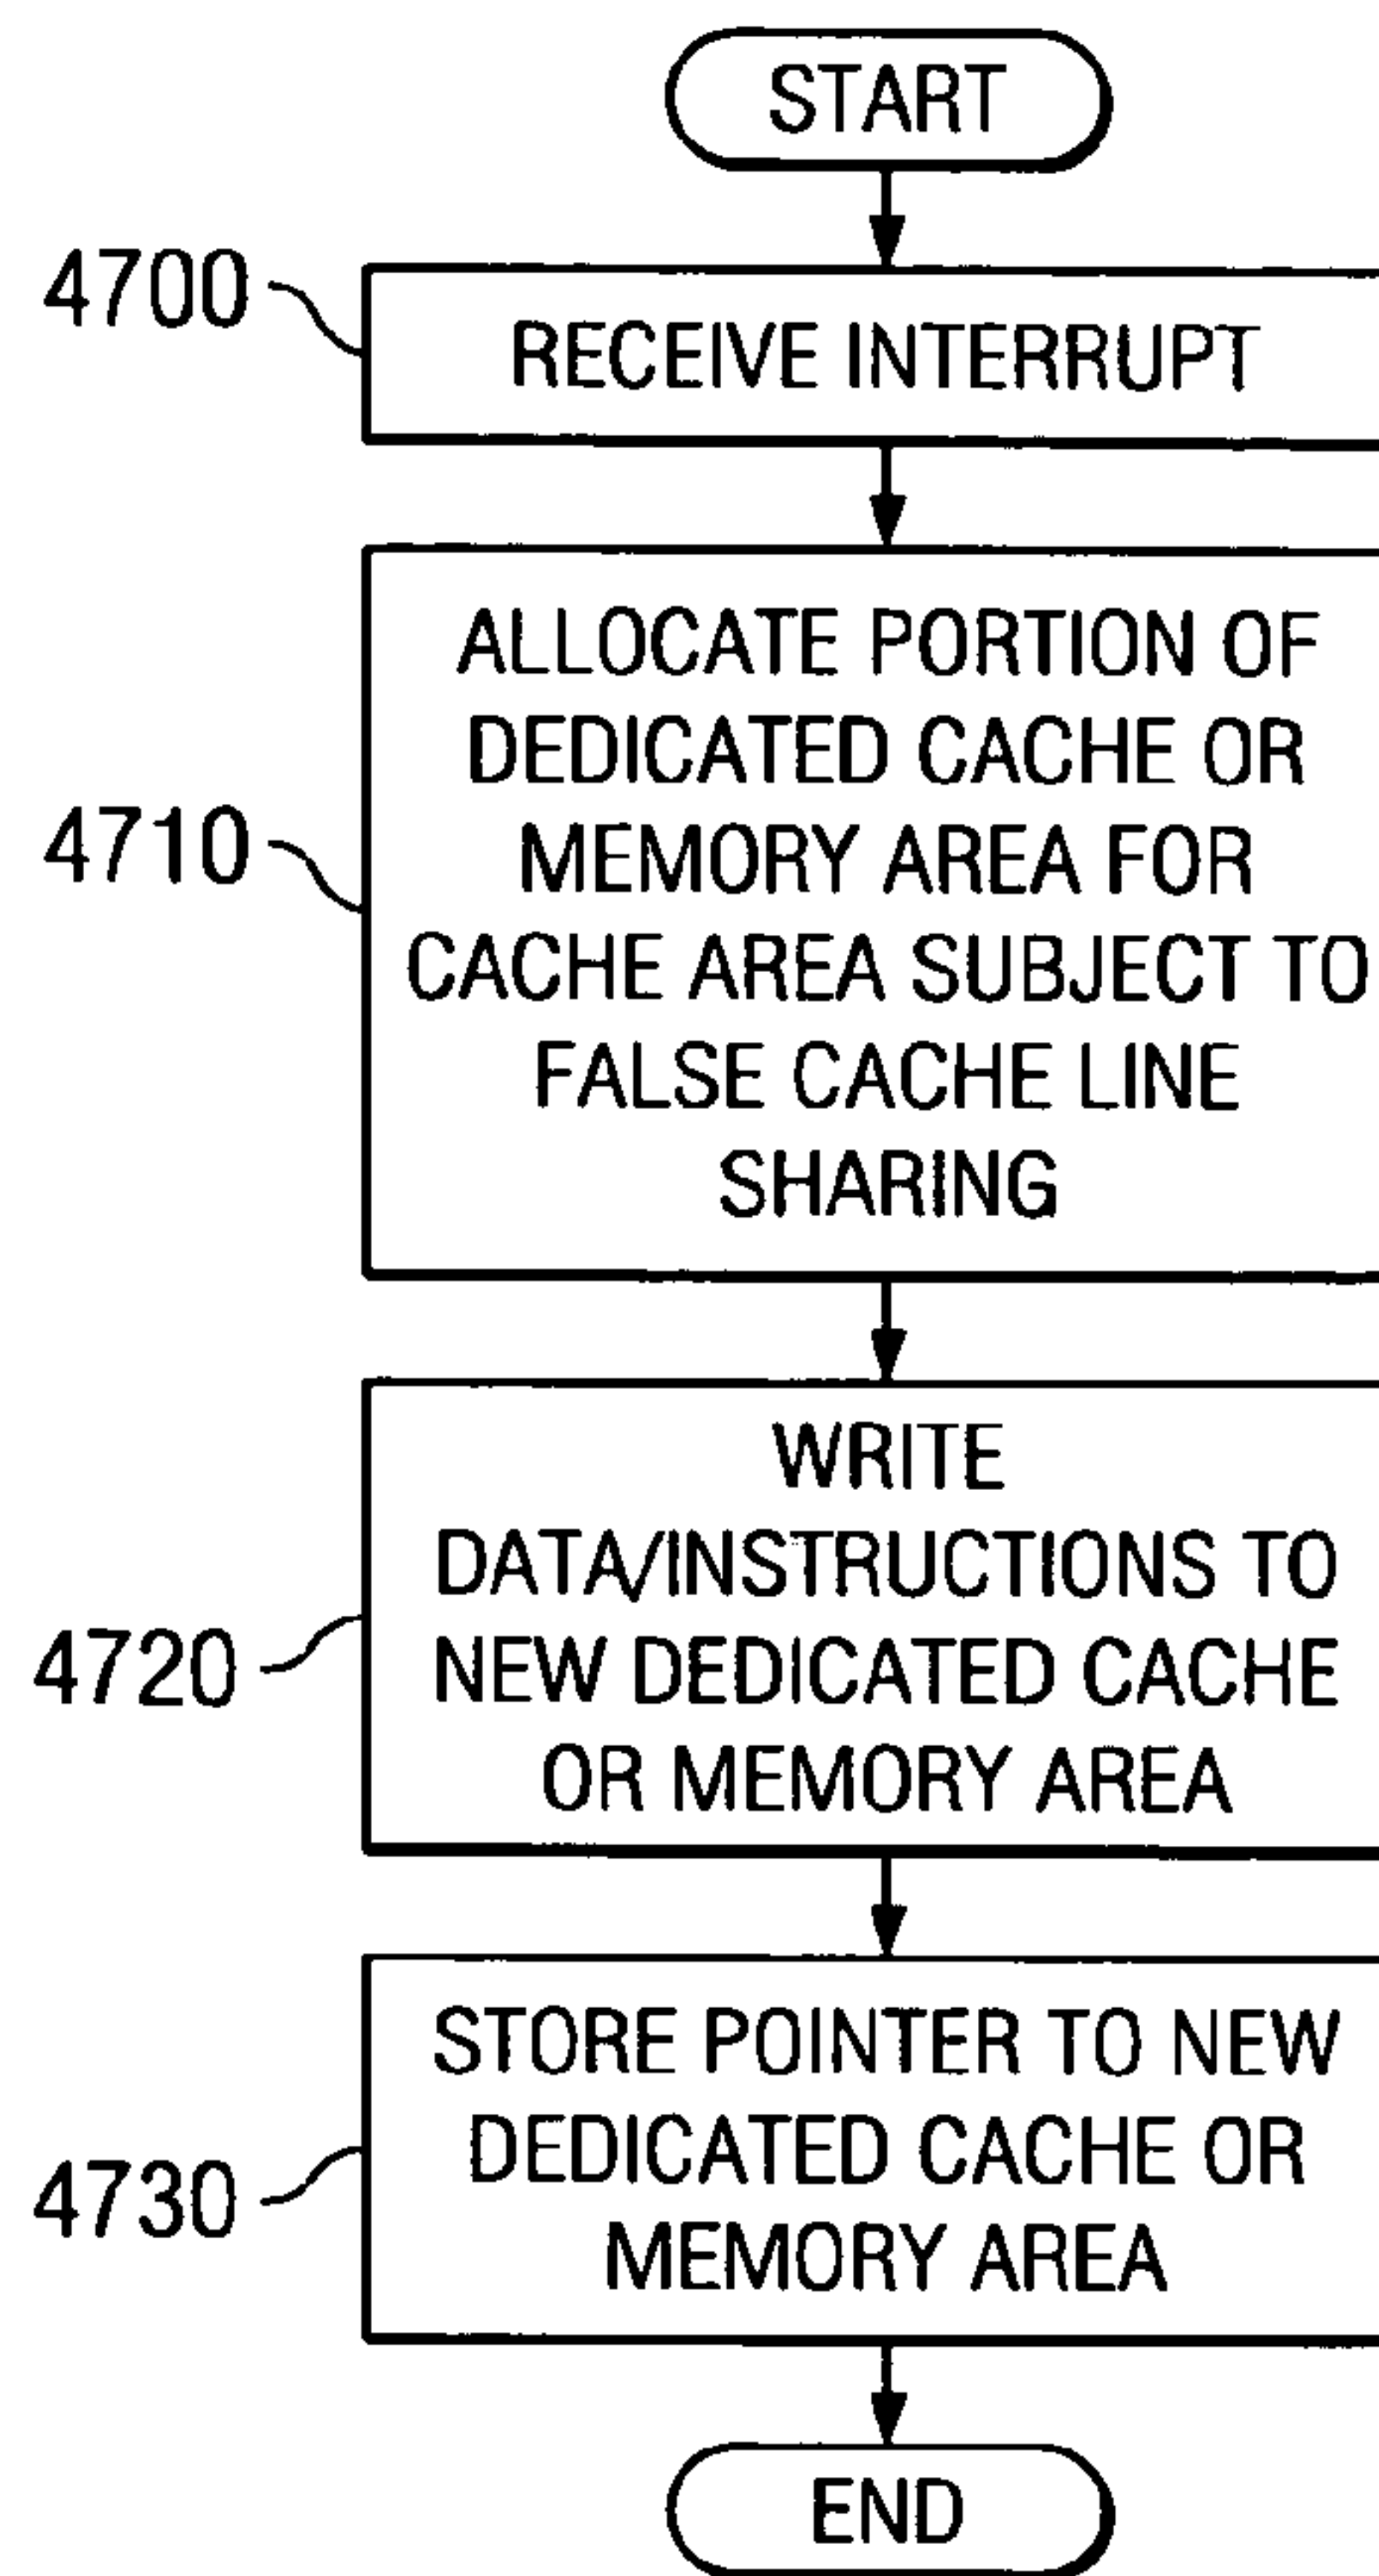 START
4700
RECEIVE INTERRUPT
4710
ALLOCATE PORTION OF
DEDICATED CACHE OR
MEMORY AREA FOR
CACHE AREA SUBJECT TO
FALSE CACHE LINE
SHARING
4720
WRITE
DATA/INSTRUCTIONS TO
NEW DEDICATED CACHE
OR MEMORY AREA
4730
STORE POINTER TO NEW
DEDICATED CACHE OR
MEMORY AREA
END